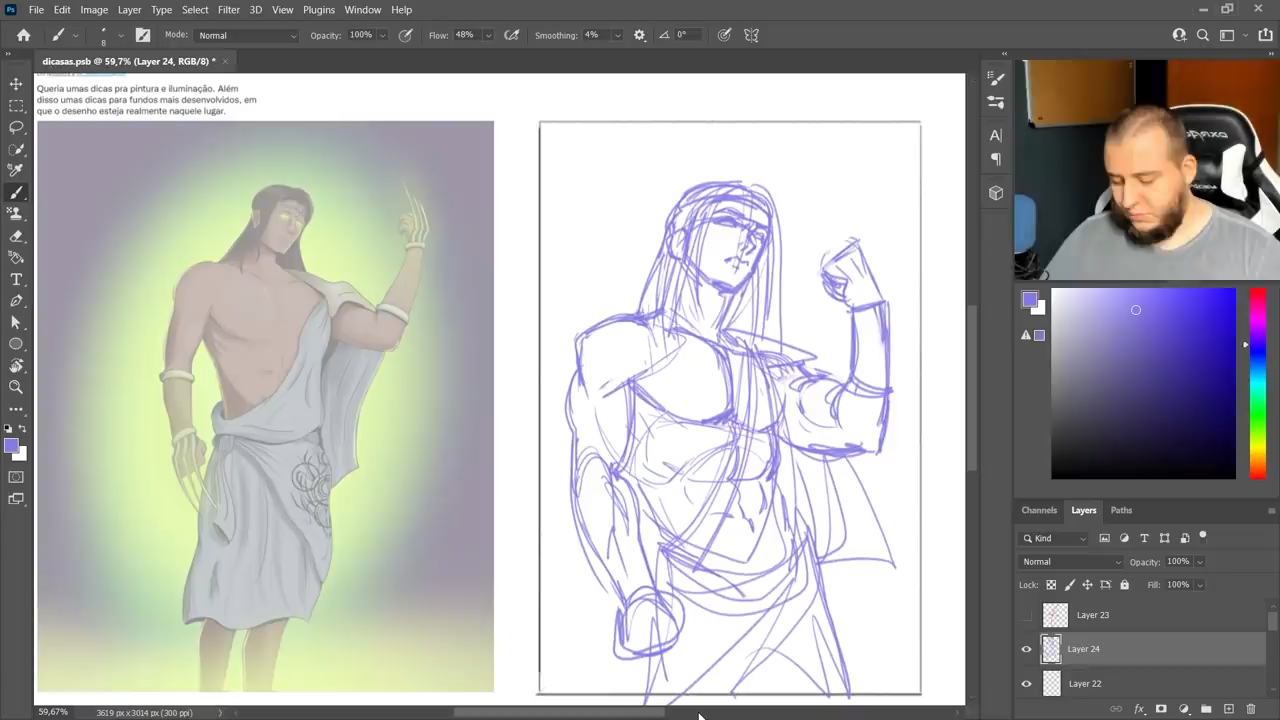 File Edit Image Layer Type Select Filter 3D View Plugins Window Help
8 Mode: Normal Opacity: 100% Flow: 48% Smoothing: 4% 0°
dicasas.psb @ 59,7% (Layer 24, RGB/8) *
Queria umas dicas pra pintura e iluminação. Além
disso umas dicas para fundos mais desenvolvidos, em
que o desenho esteja realmente naquele lugar.
Channels Layers Paths
Kind
Normal Opacity: 100%
Lock: Fill: 100%
Layer 23
Layer 24
Layer 22
59,67% 3619 px x 3014 px (300 ppi)